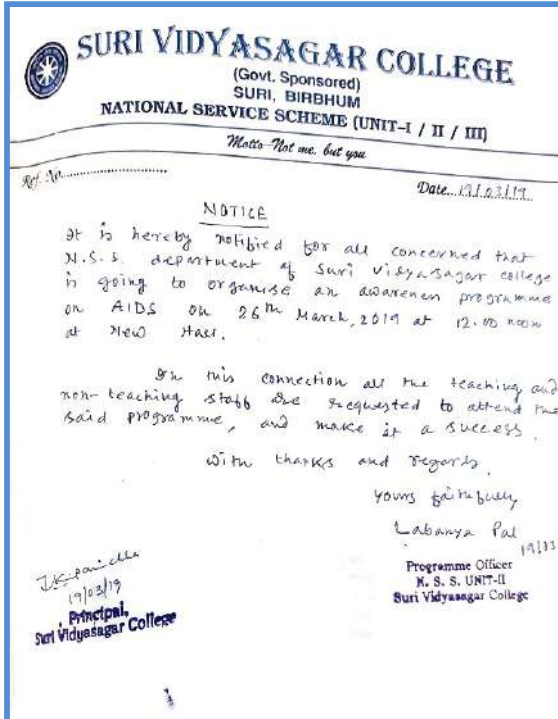 SURI VIDYASAGAR COLLEGE
(Govt. Sponsored)
SURI, BIRBHUM
NATIONAL SERVICE SCHEME (UNIT-I / II / III)
Motto-Not me, but you
Ref. No.
Date 19/03/19
NOTICE
It is hereby notified for all concerned that
N.S.S. department of Suri Vidyasagar college
is going to organise an awareness programme
on AIDS on 26th March, 2019 at 12.00 noon
at New Hall.
In this connection all the teaching and
non-teaching staff are requested to attend the
said programme, and make it a success.
With thanks and regards.
Yours faithfully
Labanya Pal
19/03
Programme Officer
N. S. S. UNIT-II
Suri Vidyasagar College
19/03/19
Principal,
Suri Vidyasagar College